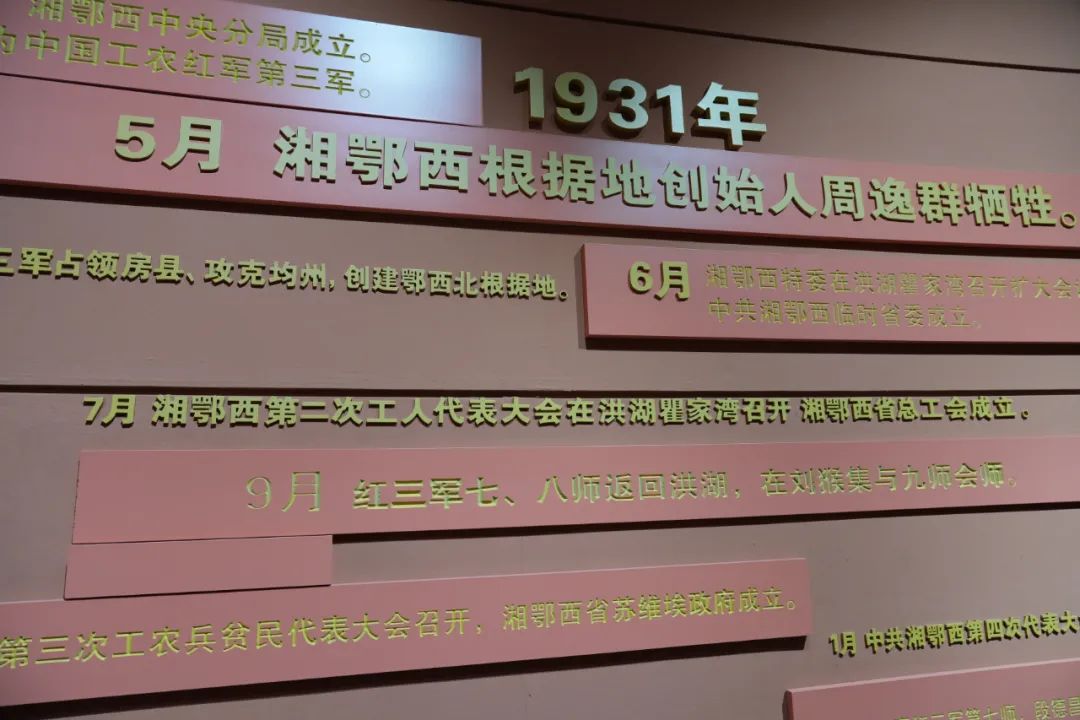 湘鄂西中央分局成立。
为中国工农红军第三军。
1931年
5月 湘鄂西根据地创始人周逸群牺牲。
三军占领房县、攻克均州,创建鄂西北根据地。
6月 湘鄂西特委在洪湖瞿家湾召开扩大会
中共湘鄂西临时省委成立。
7月 湘鄂西第二次工人代表大会在洪湖瞿家湾召开 湘鄂西省总工会成立。
9月 红三军七、八师返回洪湖,在刘猴集与九师会师。
第三次工农兵贫民代表大会召开,湘鄂西省苏维埃政府成立。
1月 中共湘鄂西第四次代表大
军第七师,段德昌